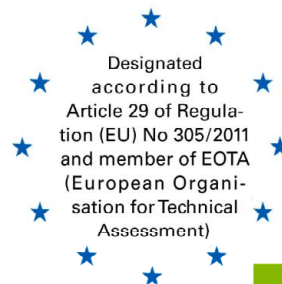 Designated
according to
Article 29 of Regula-
tion (EU) No 305/2011
and member of EOTA
(European Organi-
sation for Technical
Assessment)